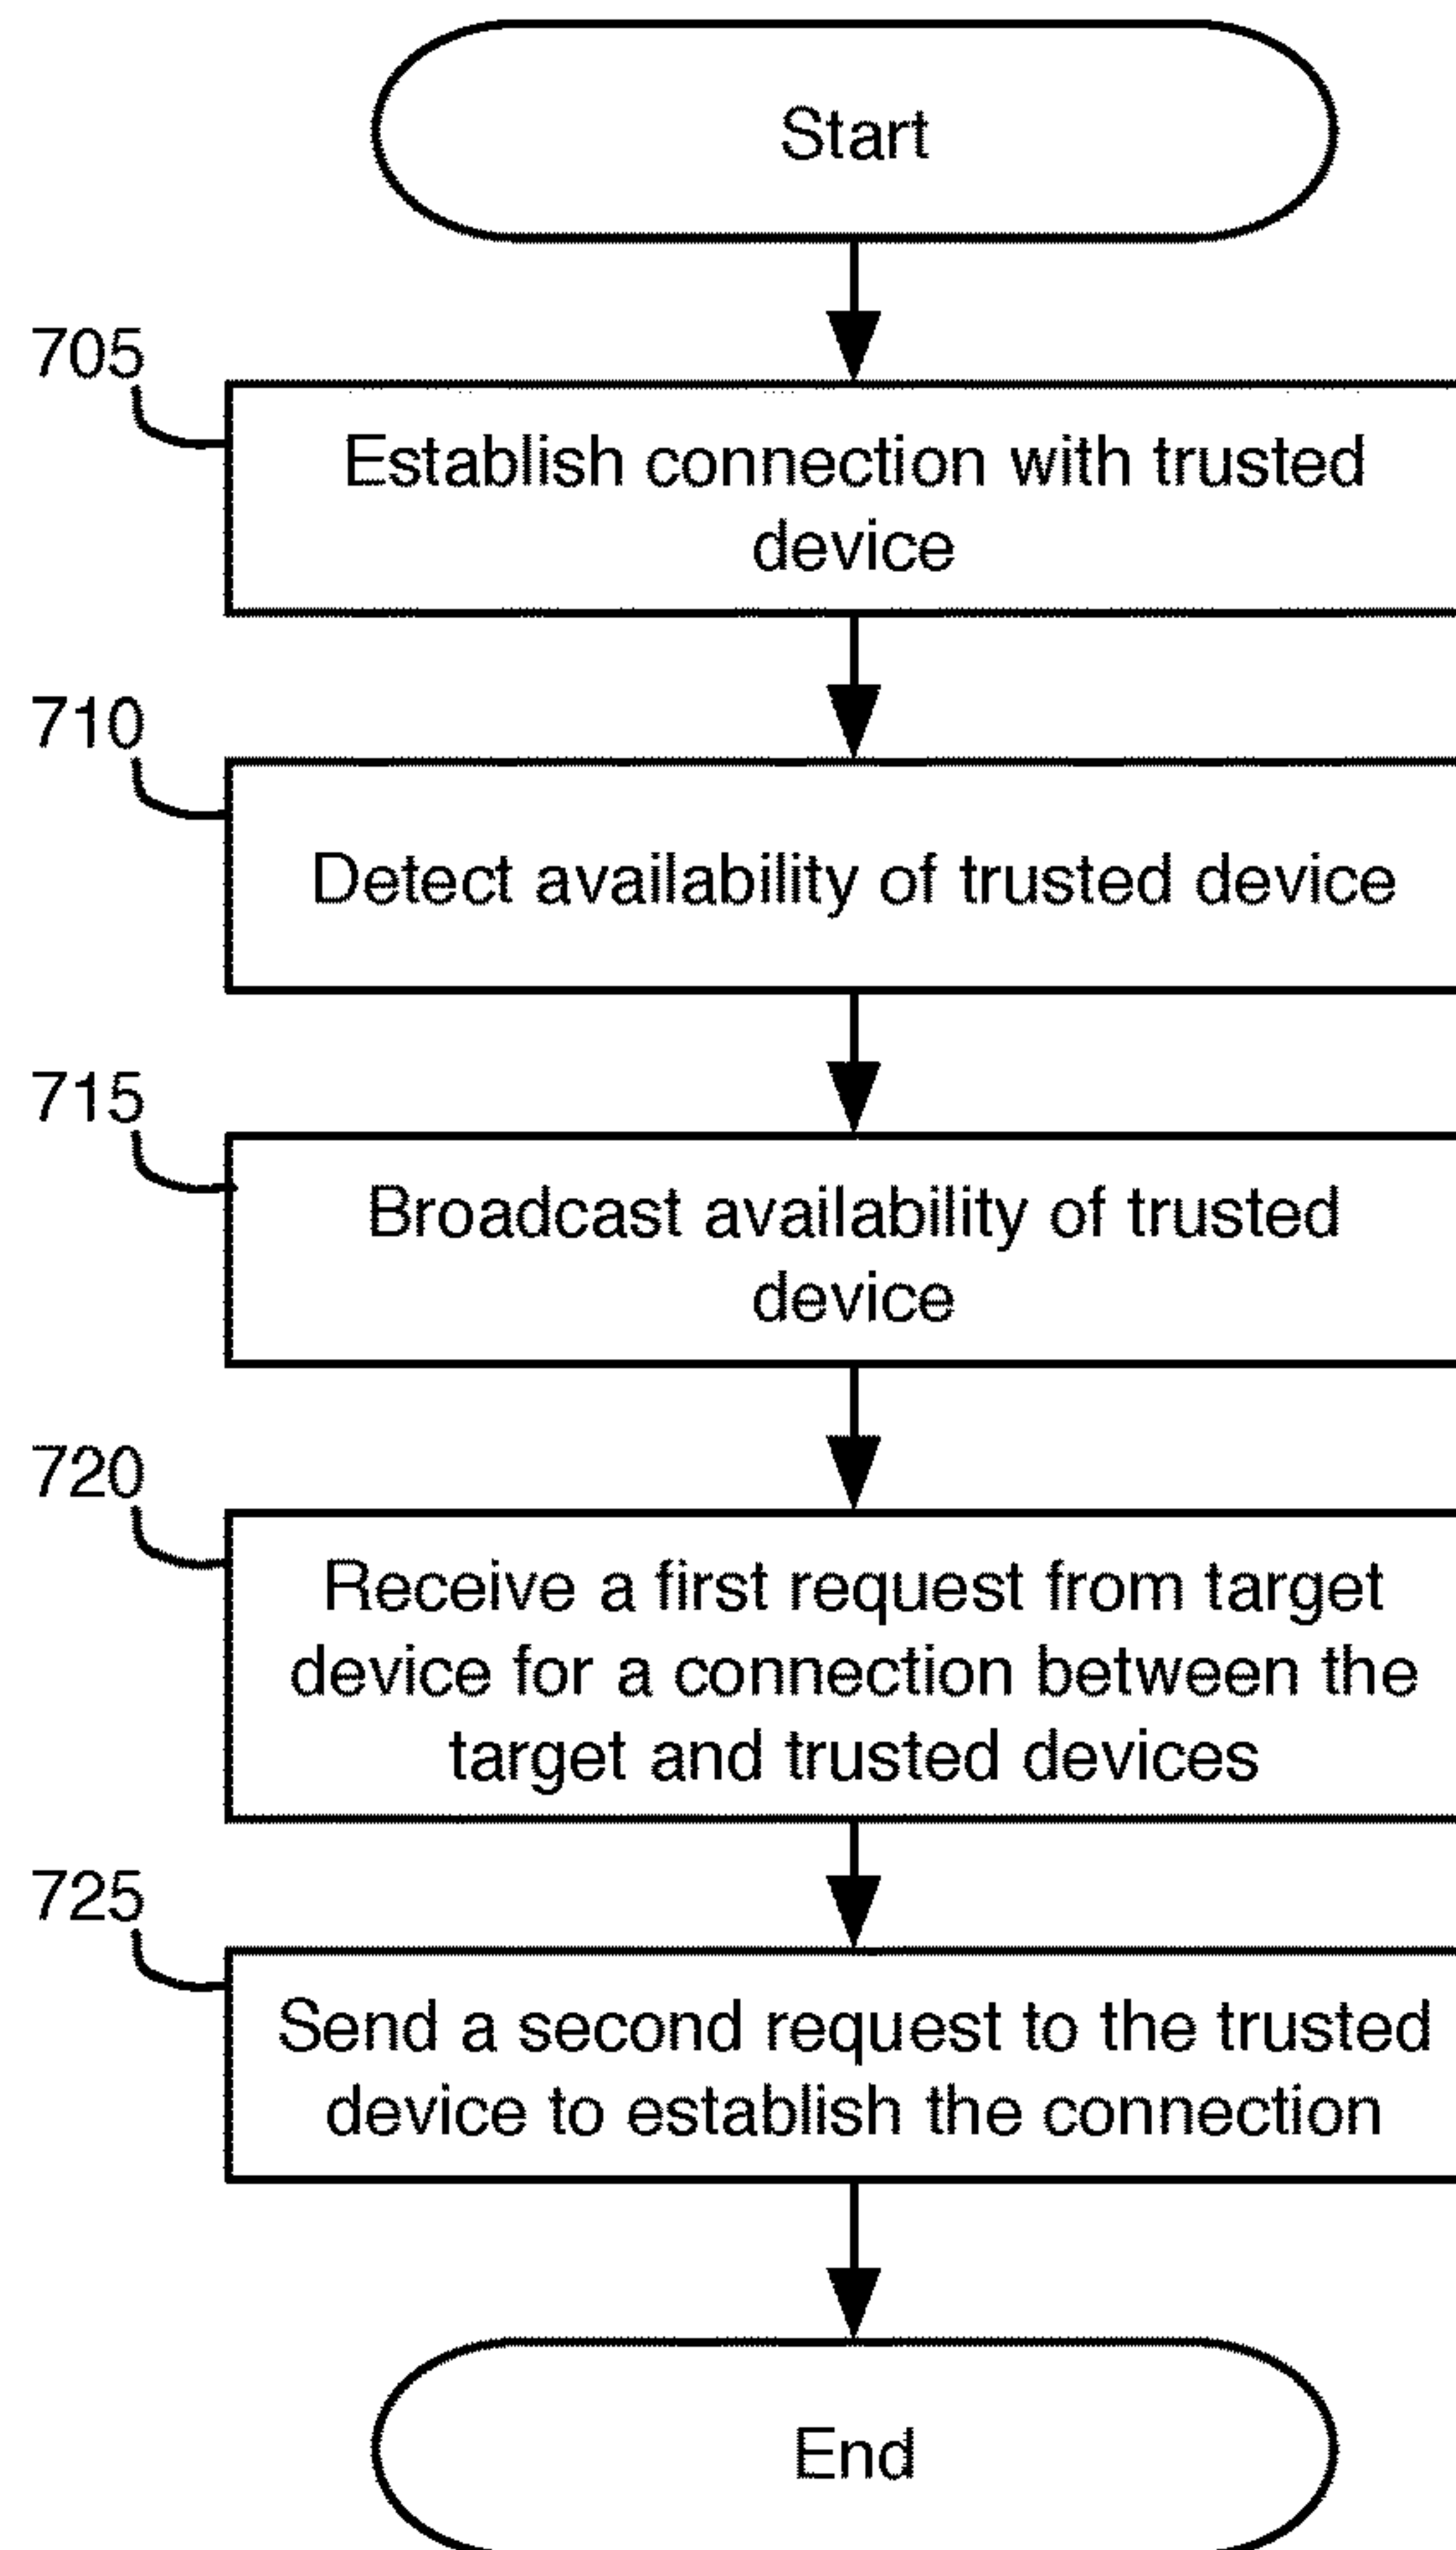 Start
705
Establish connection with trusted
device
710
Detect availability of trusted device
715
Broadcast availability of trusted
device
720
Receive a first request from target
device for a connection between the
target and trusted devices
725
Send a second request to the trusted
device to establish the connection
End